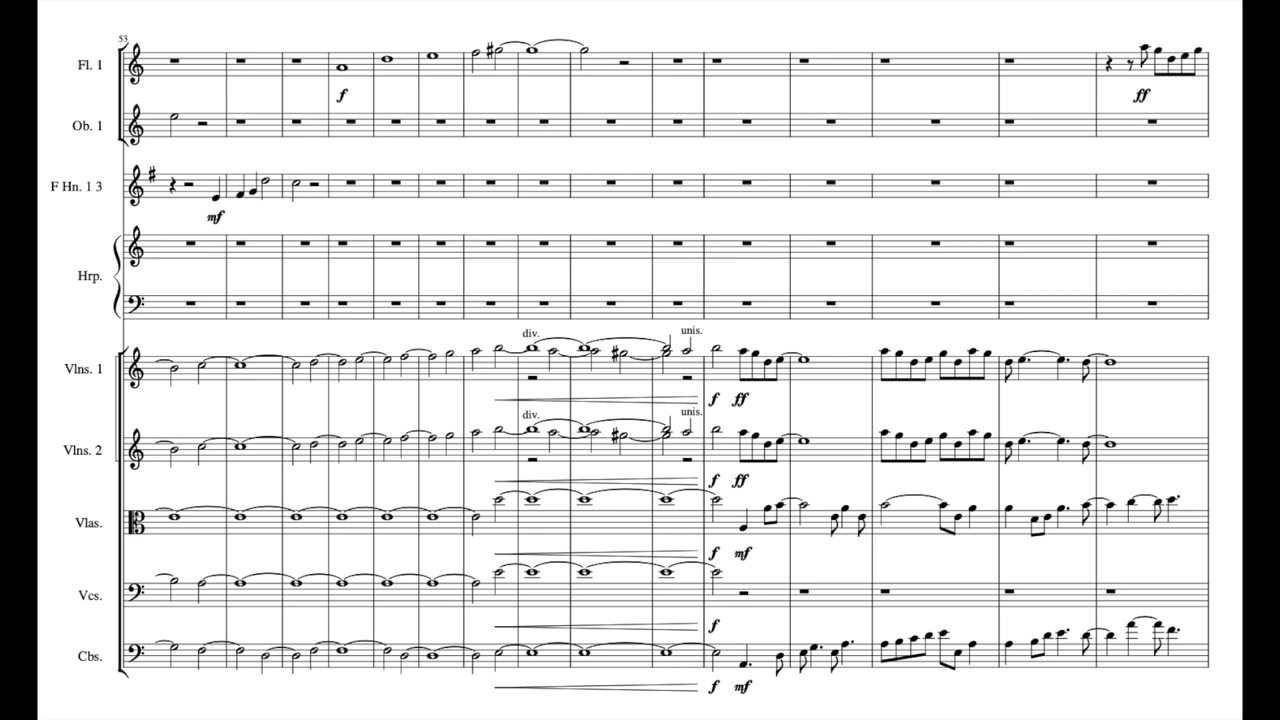 53
Fl. 1
f
ff
Ob. 1
F Hn. 1 3
mf
Hrp.
div.
unis.
Vlns. 1
f ff
div.
unis.
Vlns. 2
f ff
Vlas.
f mf
Vcs.
f
Cbs.
f mf